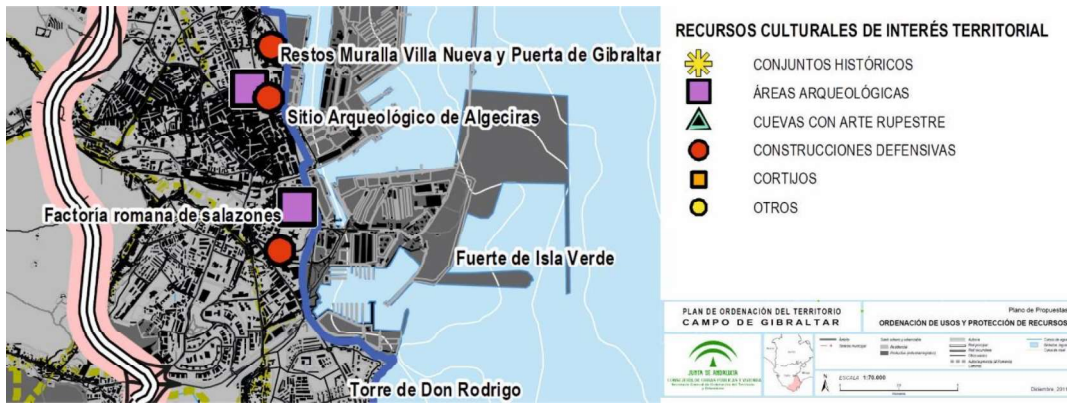 Restos Muralla Villa Nueva y Puerta de Gibraltar
Sitio Arqueológico de Algeciras
Factoría romana de salazones
Fuerte de Isla Verde
Torre de Don Rodrigo
RECURSOS CULTURALES DE INTERÉS TERRITORIAL
CONJUNTOS HISTÓRICOS
ÁREAS ARQUEOLÓGICAS
CUEVAS CON ARTE RUPESTRE
CONSTRUCCIONES DEFENSIVAS
CORTIJOS
OTROS
PLAN DE ORDENACIÓN DEL TERRITORIO
CAMPO DE GIBRALTAR
Plano de Propuestas
ORDENACIÓN DE USOS Y PROTECCIÓN DE RECURSOS
JUNTA DE ANDALUCIA
N
ESCALA 1:70.000